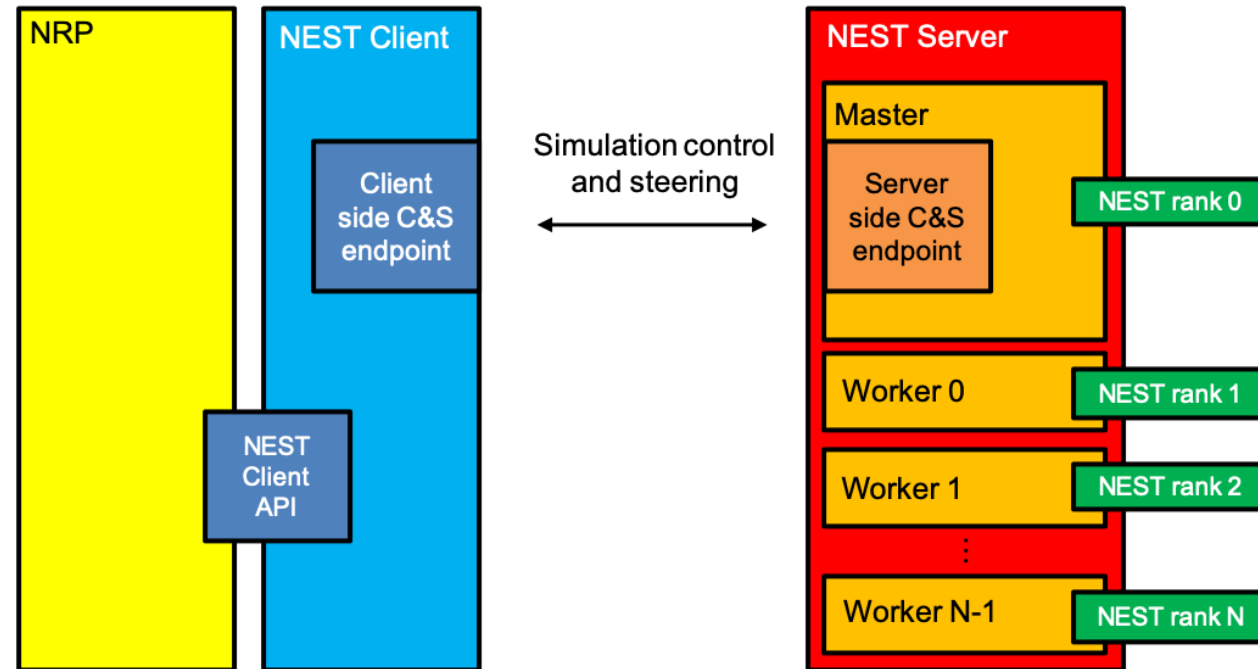 NRP
NEST Client
Client
side C&S
endpoint
NEST
Client
API
Simulation control
and steering
NEST Server
Master
Server
side C&S
endpoint
NEST rank 0
Worker 0
NEST rank 1
Worker 1
NEST rank 2
⋮
Worker N-1
NEST rank N